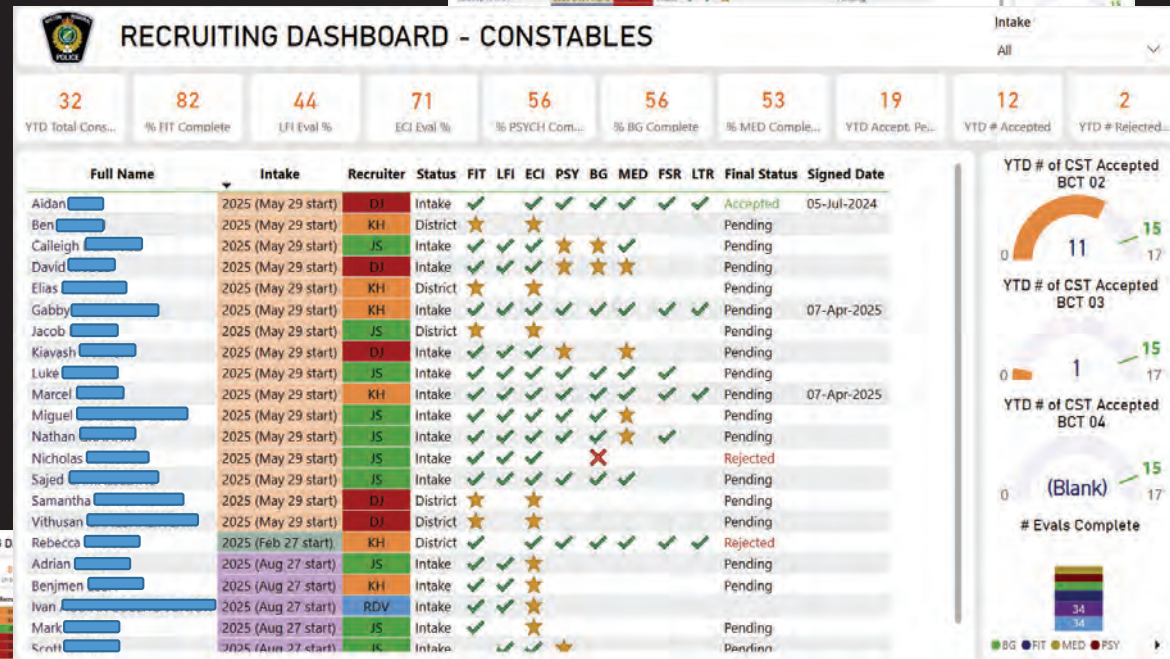 POLICE
RECRUITING DASHBOARD - CONSTABLES
Intake
All
32 82 44 71 56 56 53 19 12 2
YTD Total Cons... % FIT Complete LFI Eval % ECI Eval % % PSYCH Com... % BG Complete % MED Comple... YTD Accept. Pe... YTD # Accepted YTD # Rejected...
Full Name Intake Recruiter Status FIT LFI ECI PSY BG MED FSR LTR Final Status Signed Date
Aidan 2025 (May 29 start) DJ Intake Accepted 05-Jul-2024
Ben 2025 (May 29 start) KH District Pending
Caileigh 2025 (May 29 start) JS Intake Pending
David 2025 (May 29 start) DJ Intake Pending
Elias 2025 (May 29 start) KH District Pending
Gabby 2025 (May 29 start) KH Intake Pending 07-Apr-2025
Jacob 2025 (May 29 start) JS District Pending
Kiavash 2025 (May 29 start) DJ Intake Pending
Luke 2025 (May 29 start) JS Intake Pending
Marcel 2025 (May 29 start) KH Intake Pending 07-Apr-2025
Miguel 2025 (May 29 start) JS Intake Pending
Nathan 2025 (May 29 start) JS Intake Pending
Nicholas 2025 (May 29 start) JS Intake Rejected
Sajed 2025 (May 29 start) JS Intake Pending
Samantha 2025 (May 29 start) DJ District Pending
Vithusan 2025 (May 29 start) DJ District Pending
Rebecca 2025 (Feb 27 start) KH District Rejected
Adrian 2025 (Aug 27 start) JS Intake Pending
Benjmen 2025 (Aug 27 start) KH Intake Pending
Ivan 2025 (Aug 27 start) RDV Intake
Mark 2025 (Aug 27 start) JS Intake Pending
Scott 2025 (Aug 27 start) JS Intake Pending
YTD # of CST Accepted
BCT 02
15
11
0 17
YTD # of CST Accepted
BCT 03
15
1
0 17
YTD # of CST Accepted
BCT 04
15
(Blank)
0 17
# Evals Complete
34
34
BG FIT MED PSY